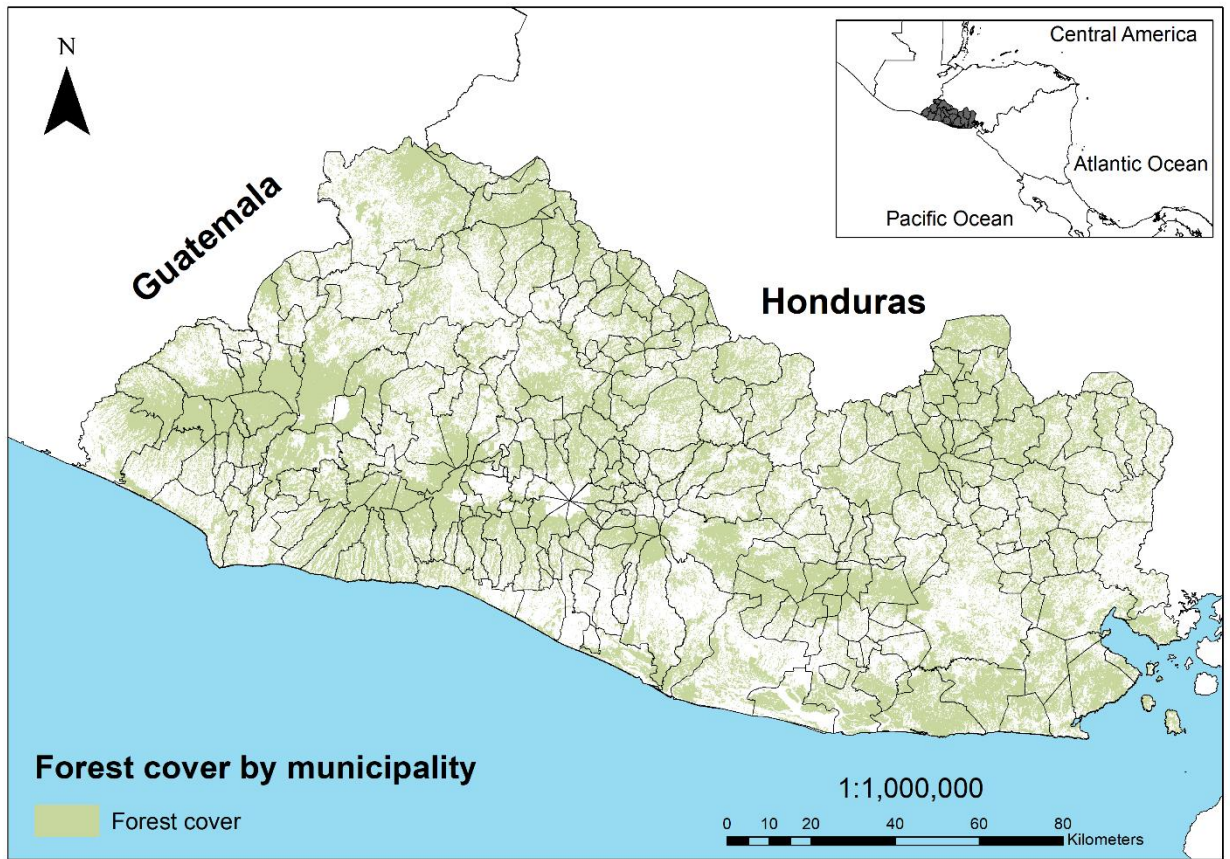 N
Central America
Atlantic Ocean
Pacific Ocean
Guatemala
Honduras
Forest cover by municipality
Forest cover
1:1,000,000
0 10 20 40 60 80
Kilometers